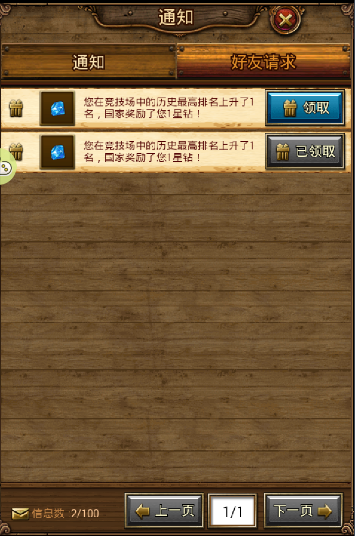 通知
通知 好友请求
您在竞技场中的历史最高排名上升了1
名，国家奖励了您1星钻！
领取
您在竞技场中的历史最高排名上升了1
名，国家奖励了您1星钻！
已领取
信息数 2/100
上一页
1/1
下一页